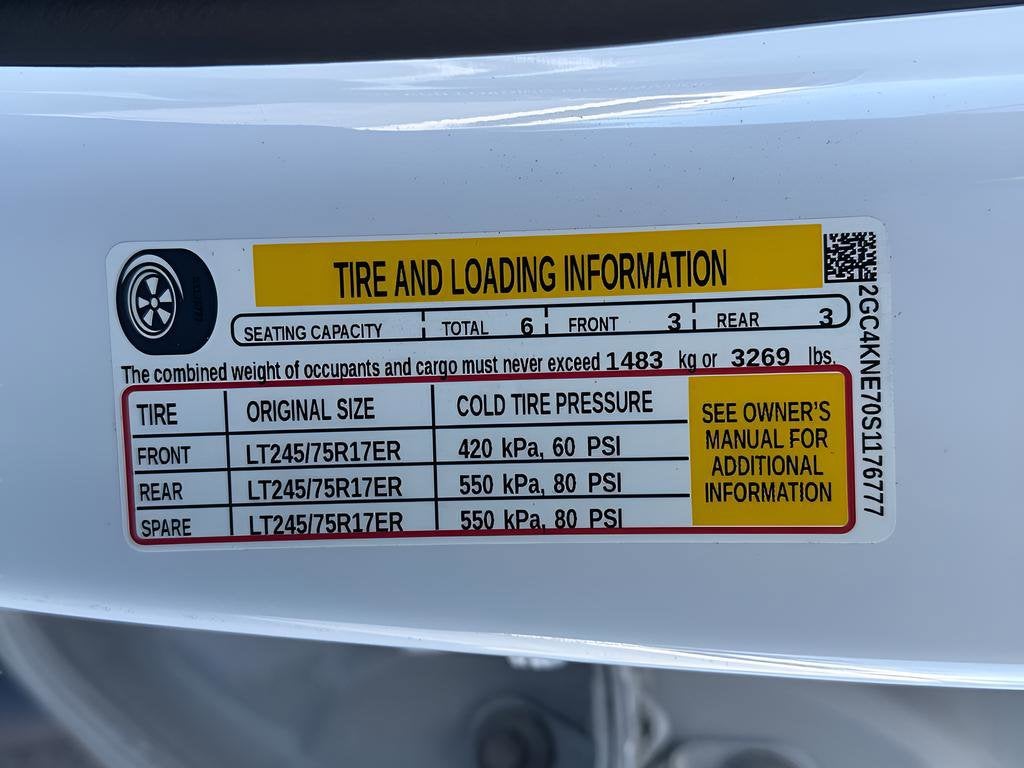 TIRE AND LOADING INFORMATION
SEATING CAPACITY TOTAL 6 FRONT 3 REAR 3
The combined weight of occupants and cargo must never exceed 1483 kg or 3269 lbs.
TIRE ORIGINAL SIZE COLD TIRE PRESSURE
FRONT LT245/75R17ER 420 kPa, 60 PSI
REAR LT245/75R17ER 550 kPa, 80 PSI
SPARE LT245/75R17ER 550 kPa, 80 PSI
SEE OWNER'S
MANUAL FOR
ADDITIONAL
INFORMATION
2GC4KNE70S1176777